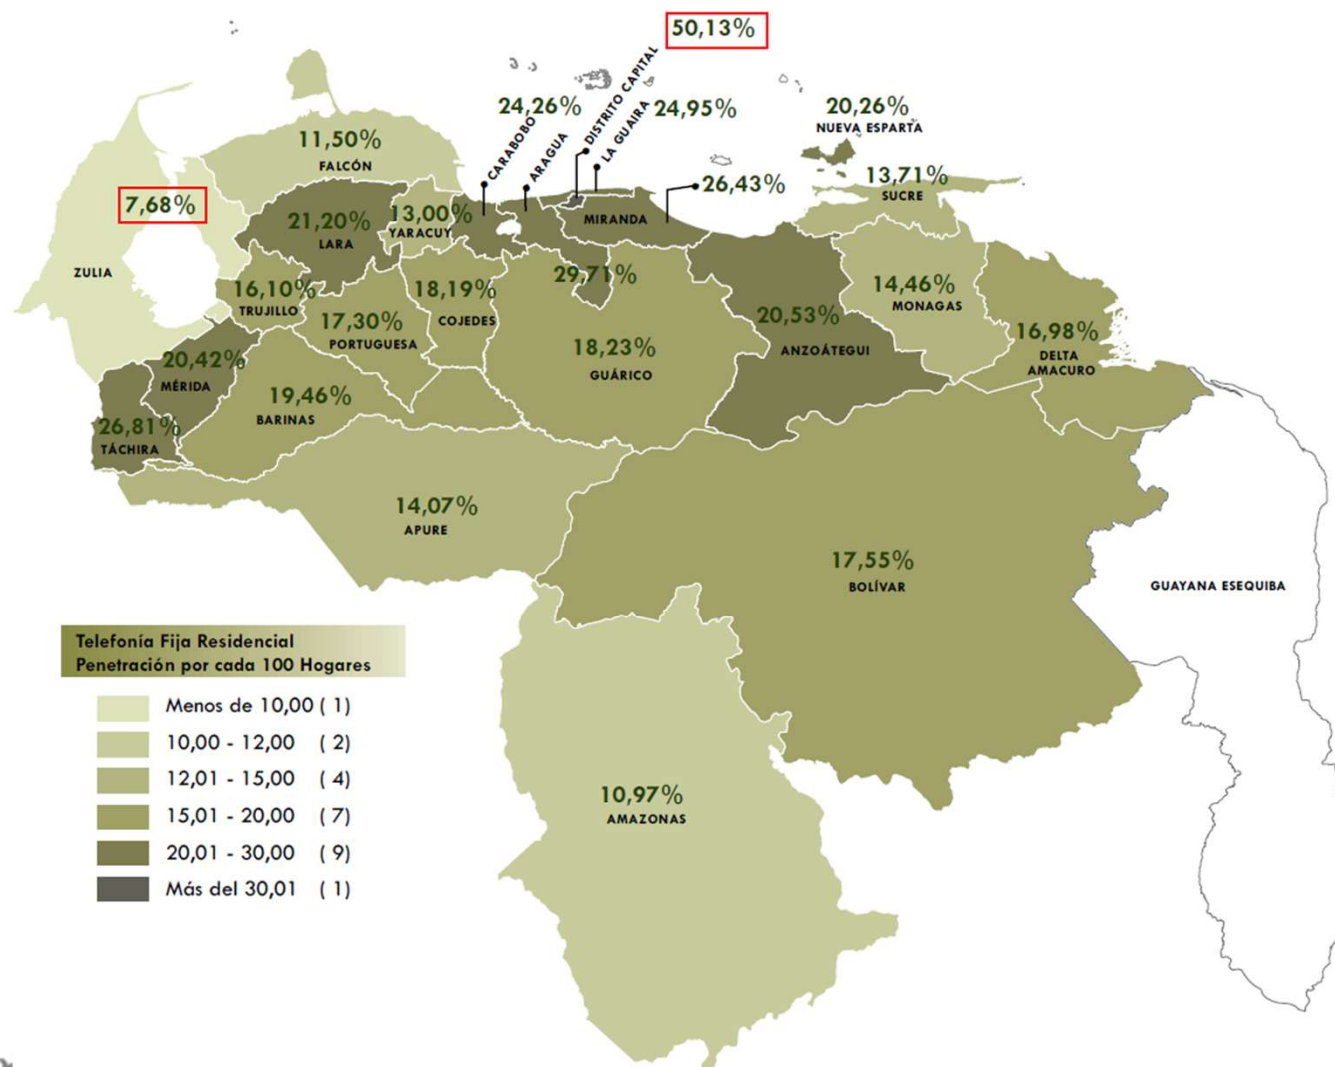 50,13%
DISTRITO CAPITAL
24,26%
CARABOBO
ARAGUA
LA GUAIRA
24,95%
20,26%
NUEVA ESPARTA
11,50%
FALCÓN
26,43%
MIRANDA
13,71%
SUCRE
7,68%
ZULIA
21,20%
LARA
13,00%
YARACUY
29,71%
16,10%
TRUJILLO
18,19%
COJEDES
14,46%
MONAGAS
17,30%
PORTUGUESA
20,53%
ANZOÁTEGUI
16,98%
DELTA
AMACURO
18,23%
GUÁRICO
20,42%
MÉRIDA
19,46%
BARINAS
26,81%
TÁCHIRA
14,07%
APURE
17,55%
BOLÍVAR
GUAYANA ESEQUIBA
Telefonía Fija Residencial
Penetración por cada 100 Hogares
Menos de 10,00 ( 1)
10,00 - 12,00 ( 2)
12,01 - 15,00 ( 4)
15,01 - 20,00 ( 7)
20,01 - 30,00 ( 9)
Más del 30,01 ( 1)
10,97%
AMAZONAS